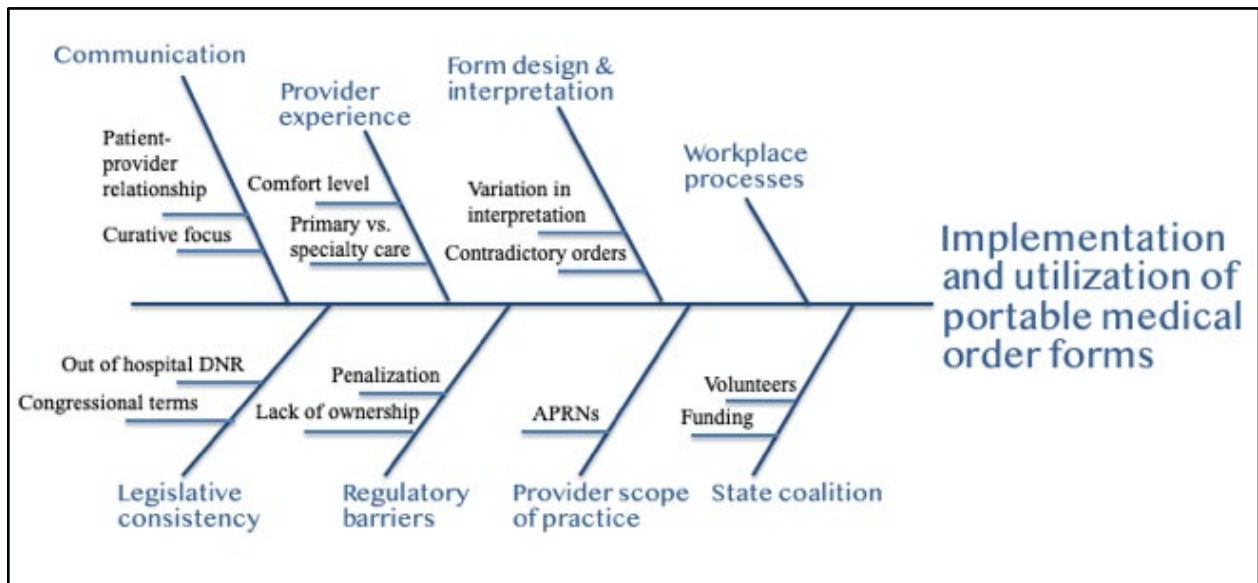 Communication
Patient-
provider
relationship
Curative focus
Provider
experience
Comfort level
Primary vs.
specialty care
Form design &
interpretation
Variation in
interpretation
Contradictory orders
Workplace
processes
Implementation
and utilization of
portable medical
order forms
Out of hospital DNR
Congressional terms
Legislative
consistency
Penalization
Lack of ownership
Regulatory
barriers
APRNs
Provider scope
of practice
Volunteers
Funding
State coalition